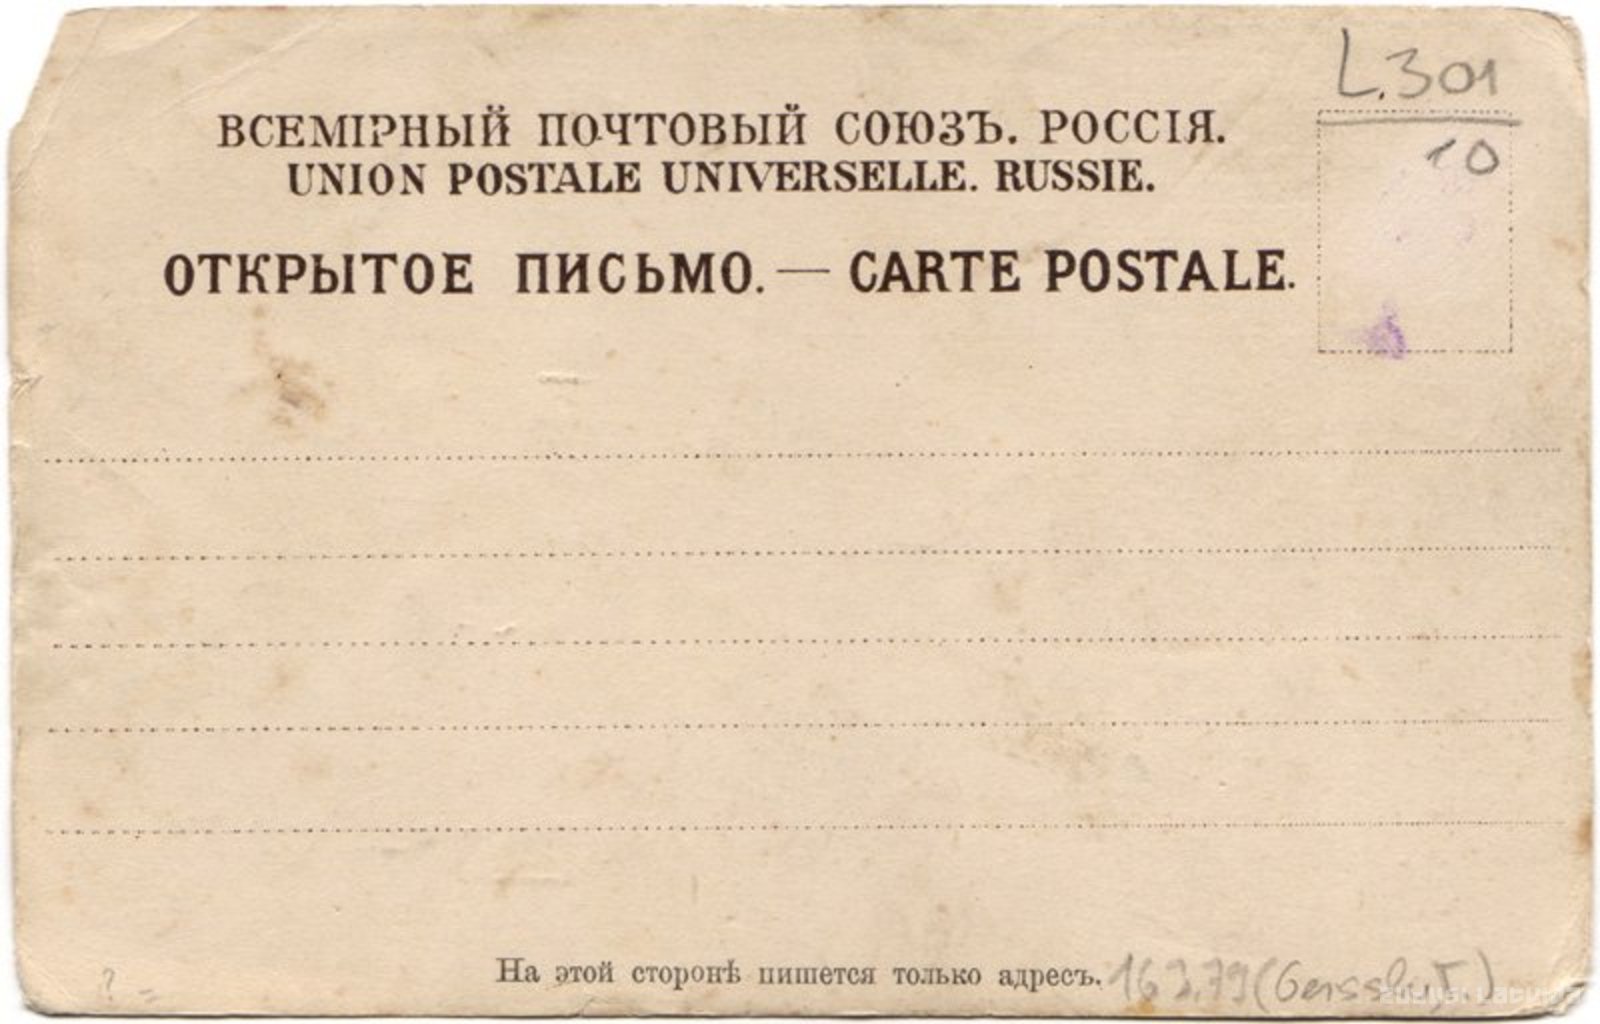 L.301
10
ВСЕМІРНЫЙ ПОЧТОВЫЙ СОЮЗЪ. РОССІЯ.
UNION POSTALE UNIVERSELLE. RUSSIE.
ОТКРЫТОЕ ПИСЬМО. — CARTE POSTALE.
На этой сторонѣ пишется только адресъ.